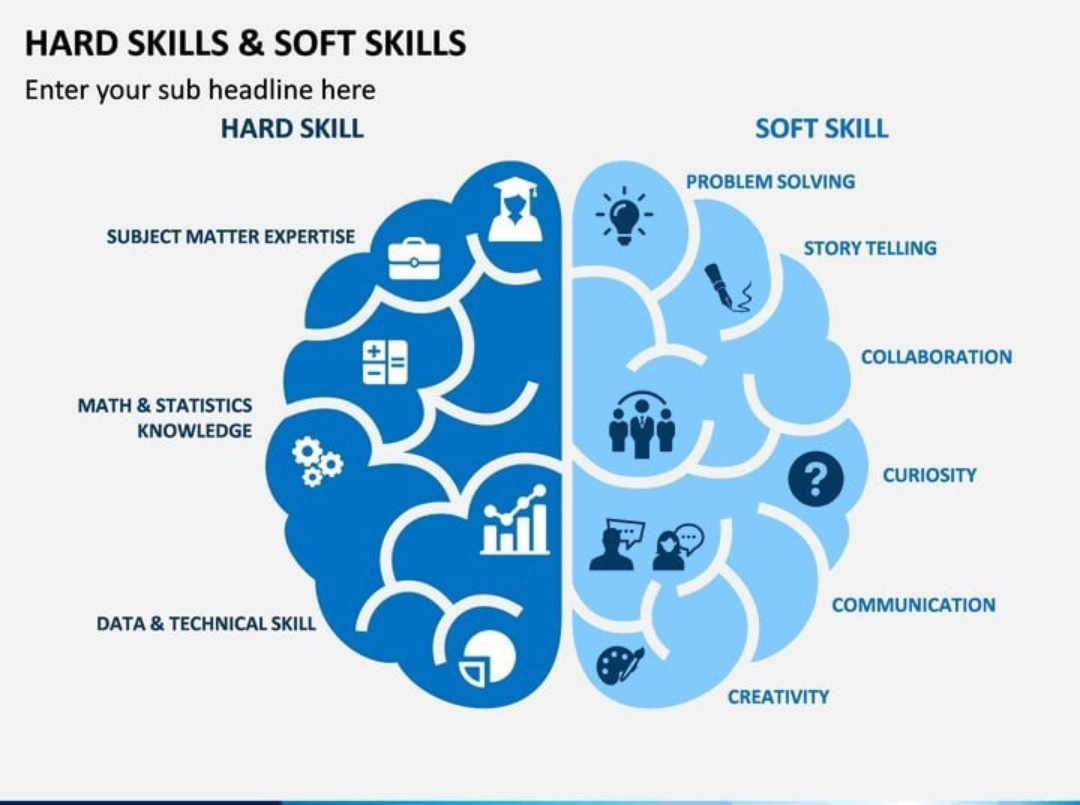 HARD SKILLS & SOFT SKILLS
Enter your sub headline here
HARD SKILL
SUBJECT MATTER EXPERTISE
MATH & STATISTICS
KNOWLEDGE
DATA & TECHNICAL SKILL
SOFT SKILL
PROBLEM SOLVING
STORY TELLING
COLLABORATION
?
CURIOSITY
COMMUNICATION
CREATIVITY